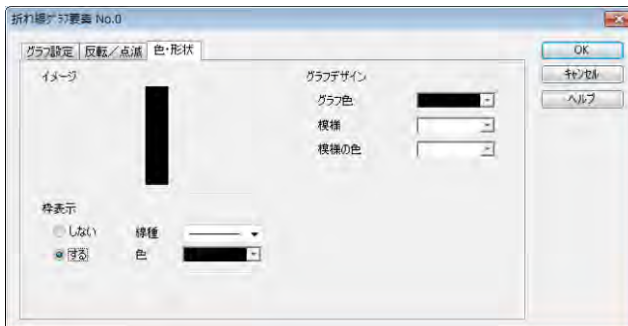 折れ線グラフ要素 No.0
グラフ設定 反転／点滅 色・形状
OK
キャンセル
ヘルプ
イメージ
グラフデザイン
グラフ色
模様
模様の色
枠表示
しない 線種
する 色